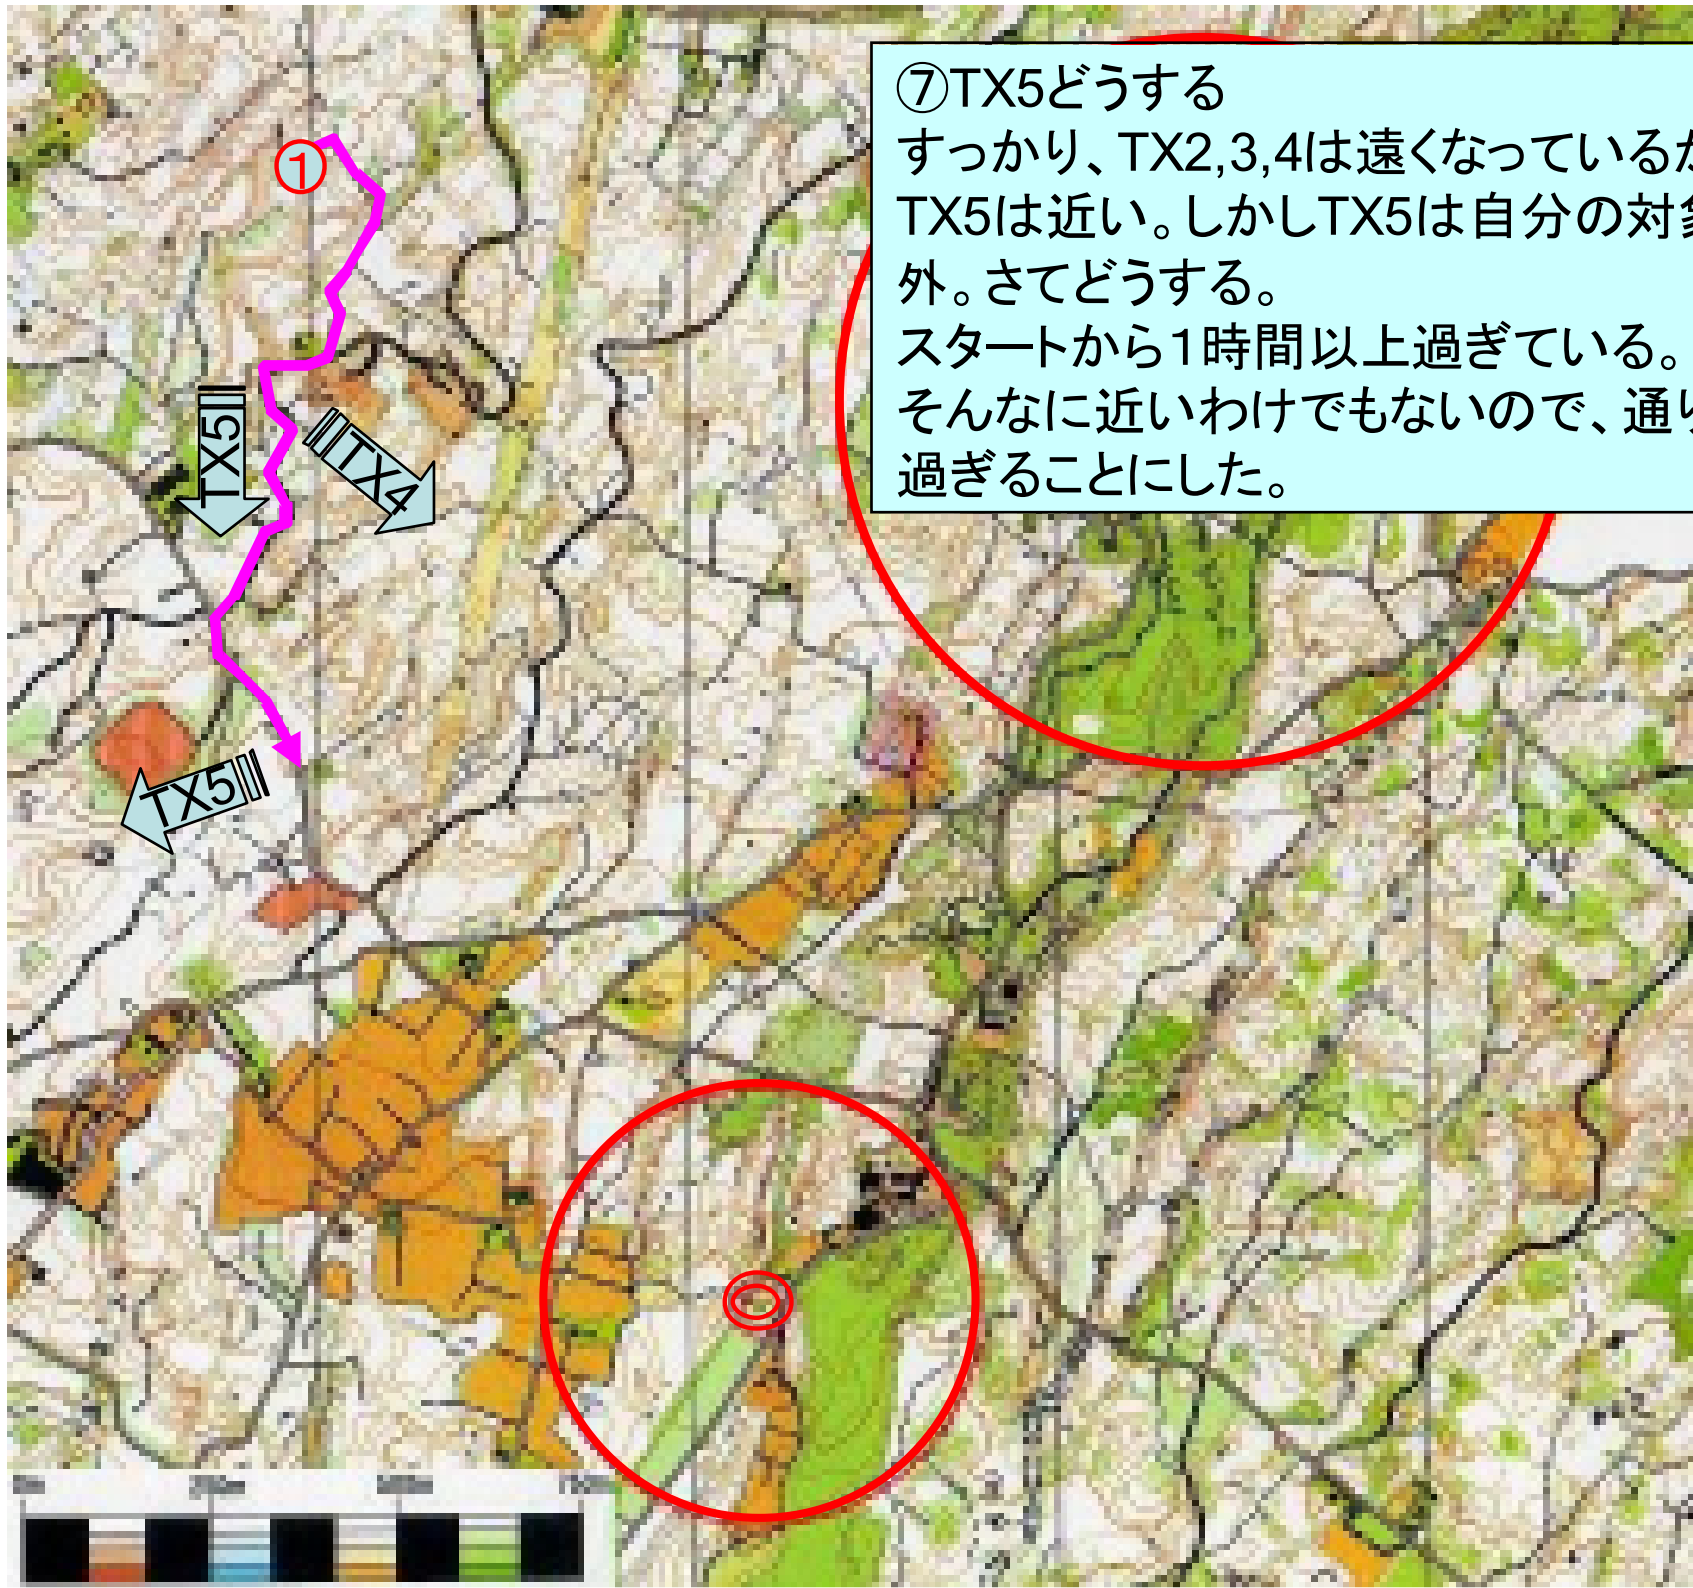 ⑦TX5どうする
すっかり、TX2,3,4は遠くなっているが
TX5は近い。しかしTX5は自分の対象
外。さてどうする。
スタートから1時間以上過ぎている。
そんなに近いわけでもないので、通り
過ぎることにした。
①
TX5
TX4
TX5